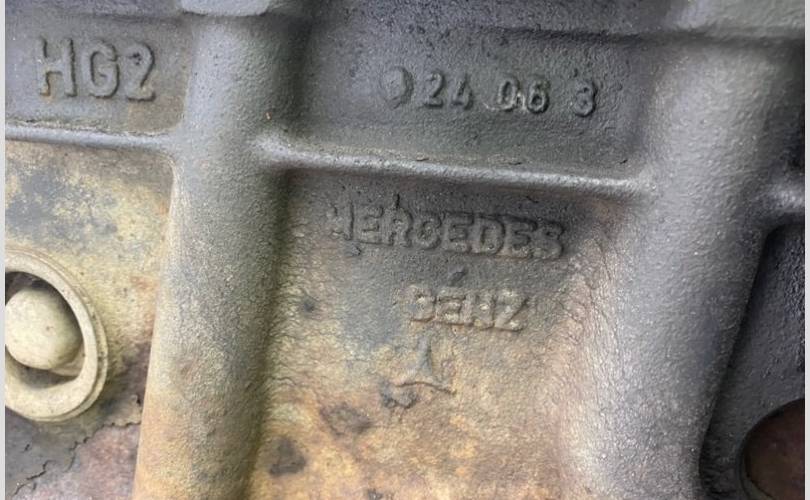 HG2
24 06 3
MERCEDES
BENZ